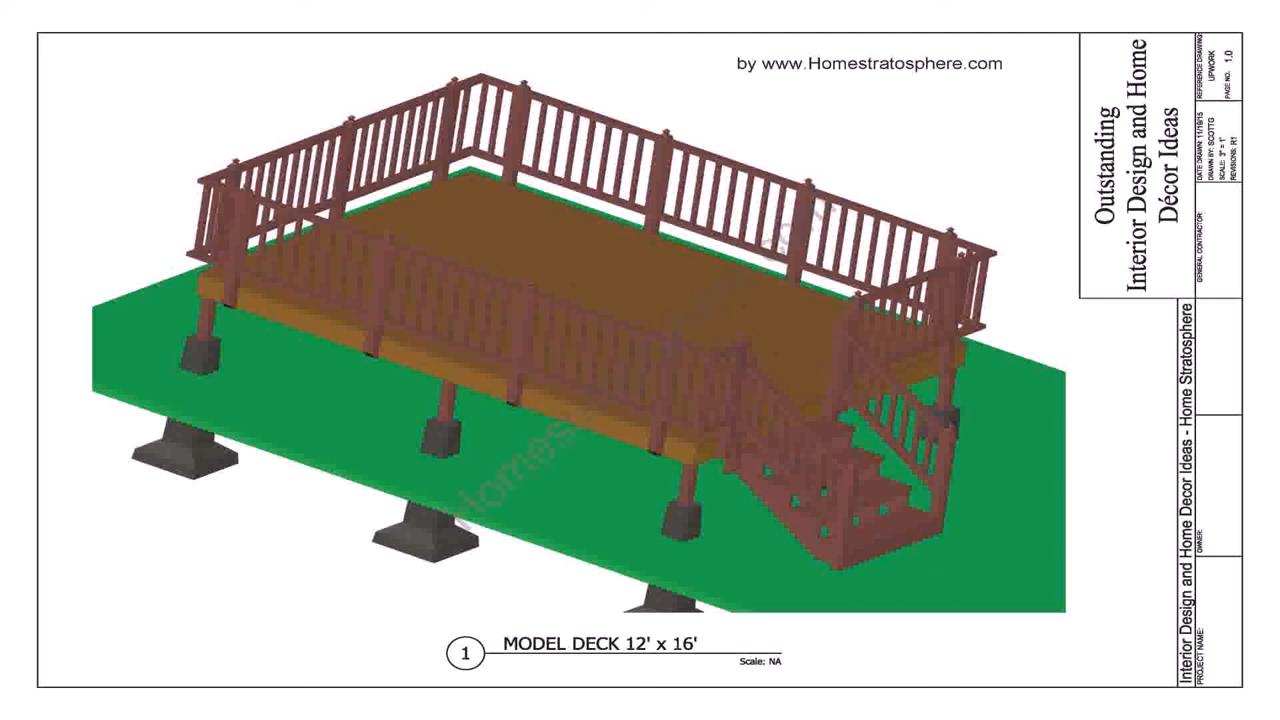 by www.Homestratosphere.com
Outstanding
Interior Design and Home
Décor Ideas
REFERENCE DRAWING:
UPWORK
PAGE NO. 1.0
DATE DRAWN: 11/19/15
DRAWN BY: SCOTTG
SCALE: 3" = 1'
REVISIONS: R1
GENERAL CONTRACTOR:
Interior Design and Home Decor Ideas - Home Stratosphere
OWNER:
PROJECT NAME:
1
MODEL DECK 12' x 16'
Scale: NA